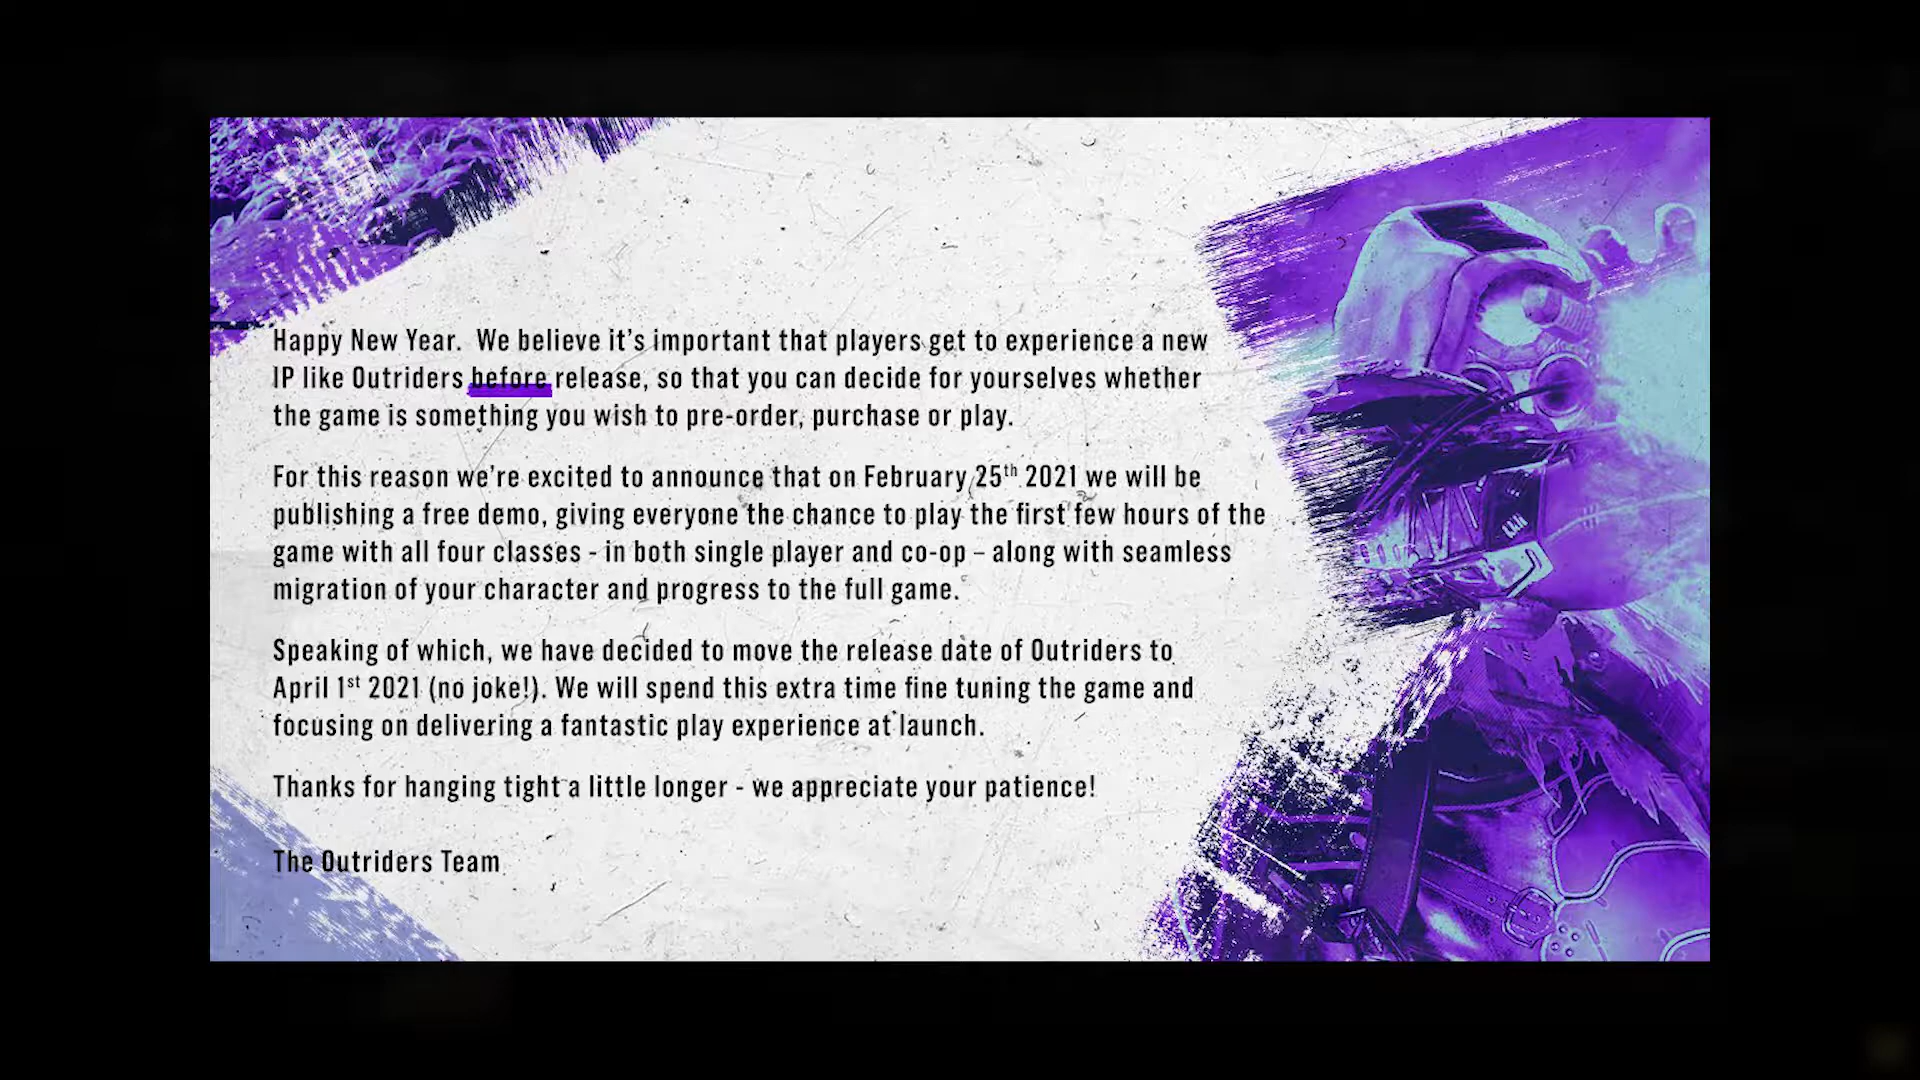 Happy New Year.  We believe it's important that players get to experience a new
IP like Outriders before release, so that you can decide for yourselves whether
the game is something you wish to pre-order, purchase or play.
For this reason we're excited to announce that on February 25th 2021 we will be
publishing a free demo, giving everyone the chance to play the first few hours of the
game with all four classes - in both single player and co-op – along with seamless
migration of your character and progress to the full game.
Speaking of which, we have decided to move the release date of Outriders to
April 1st 2021 (no joke!). We will spend this extra time fine tuning the game and
focusing on delivering a fantastic play experience at launch.
Thanks for hanging tight a little longer - we appreciate your patience!
The Outriders Team